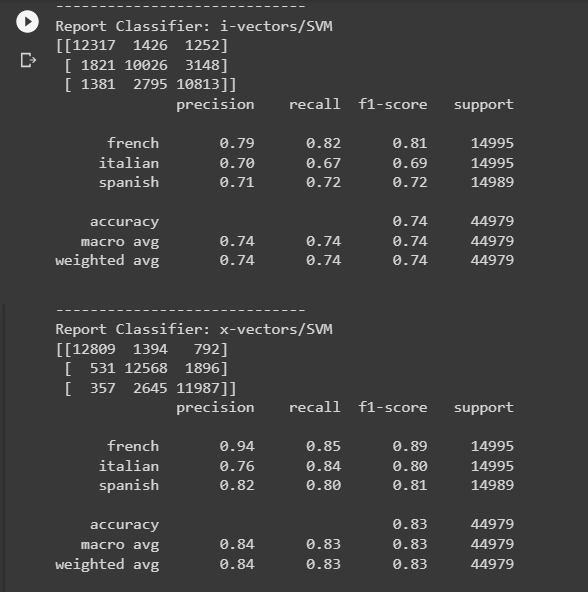 ------------------------------
Report Classifier: i-vectors/SVM
[[12317  1426  1252]
 [ 1821 10026  3148]
 [ 1381  2795 10813]]
              precision    recall  f1-score   support

      french       0.79      0.82      0.81     14995
     italian       0.70      0.67      0.69     14995
     spanish       0.71      0.72      0.72     14989

    accuracy                           0.74     44979
   macro avg       0.74      0.74      0.74     44979
weighted avg       0.74      0.74      0.74     44979

------------------------------
Report Classifier: x-vectors/SVM
[[12809  1394   792]
 [  531 12568  1896]
 [  357  2645 11987]]
              precision    recall  f1-score   support

      french       0.94      0.85      0.89     14995
     italian       0.76      0.84      0.80     14995
     spanish       0.82      0.80      0.81     14989

    accuracy                           0.83     44979
   macro avg       0.84      0.83      0.83     44979
weighted avg       0.84      0.83      0.83     44979